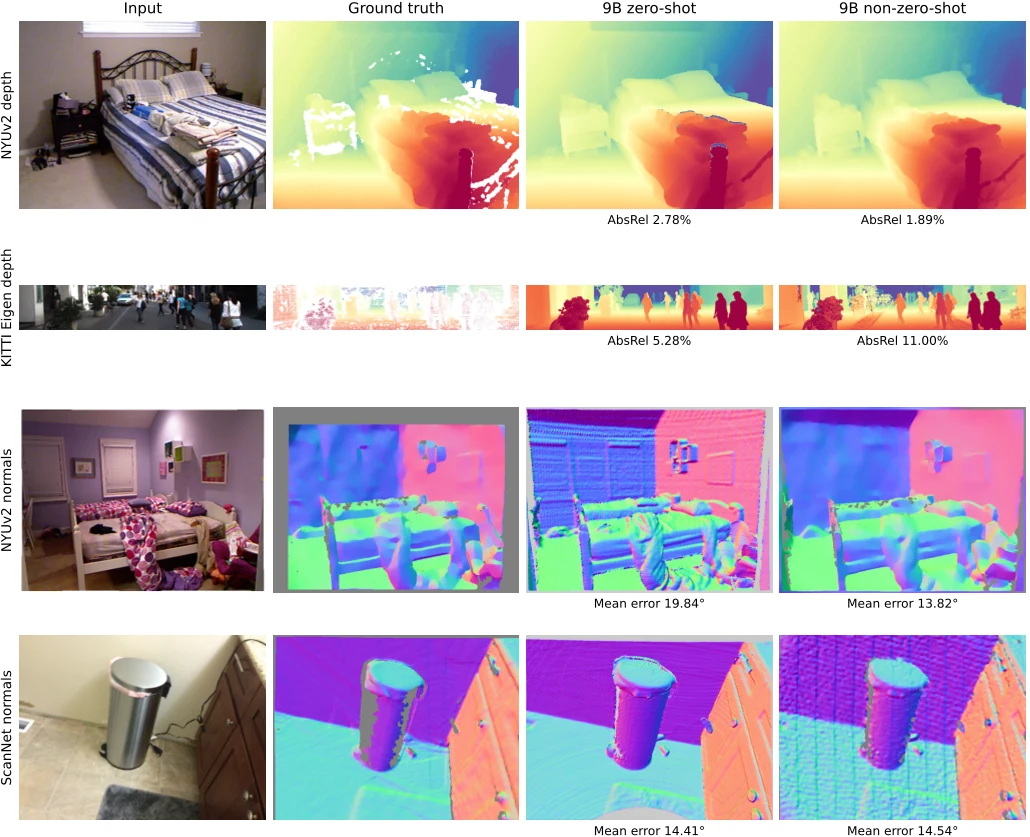 Input
Ground truth
9B zero-shot
9B non-zero-shot
NYUv2 depth
AbsRel 2.78%
AbsRel 1.89%
KITTI Eigen depth
AbsRel 5.28%
AbsRel 11.00%
NYUv2 normals
Mean error 19.84°
Mean error 13.82°
ScanNet normals
Mean error 14.41°
Mean error 14.54°